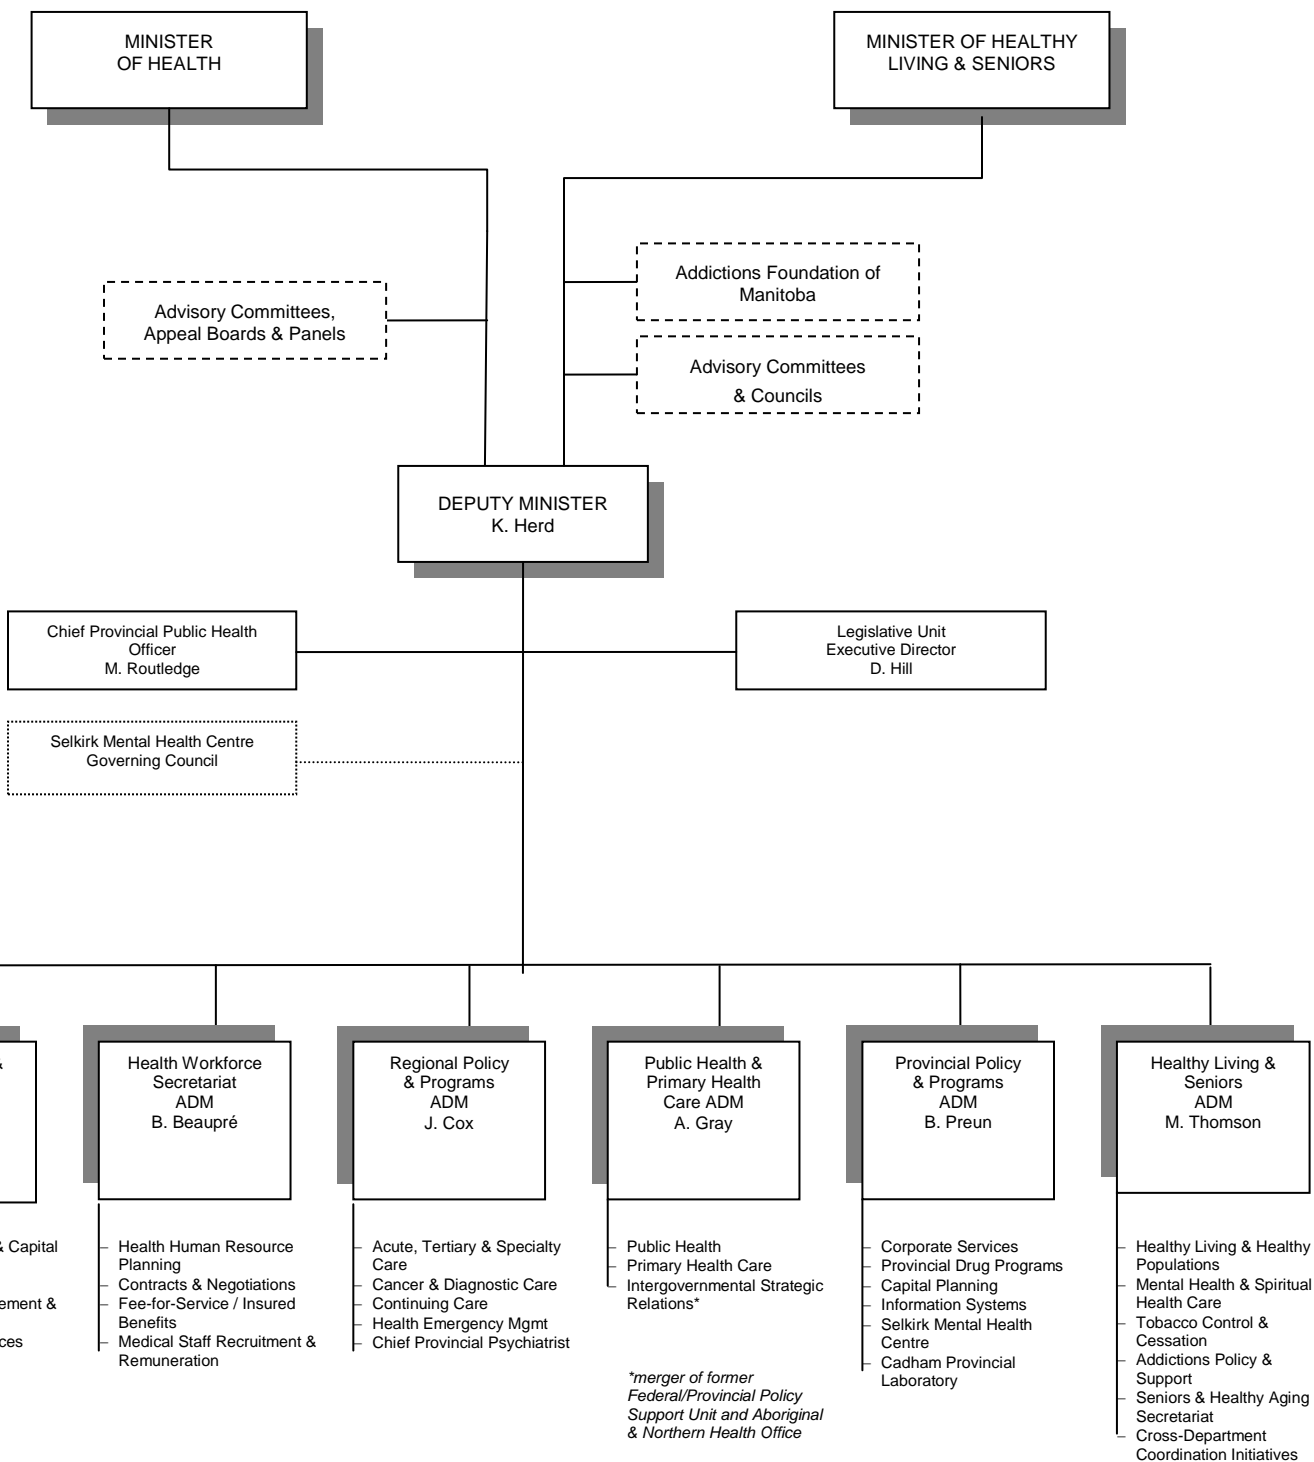 MINISTER
OF HEALTH
MINISTER OF HEALTHY
LIVING & SENIORS
Addictions Foundation of
Manitoba
Advisory Committees,
Appeal Boards & Panels
Advisory Committees
& Councils
DEPUTY MINISTER
K. Herd
Chief Provincial Public Health
Officer
M. Routledge
Legislative Unit
Executive Director
D. Hill
Selkirk Mental Health Centre
Governing Council
&
Health Workforce
Secretariat
ADM
B. Beaupré
Regional Policy
& Programs
ADM
J. Cox
Public Health &
Primary Health
Care ADM
A. Gray
Provincial Policy
& Programs
ADM
B. Preun
Healthy Living &
Seniors
ADM
M. Thomson
& Capital
ement &
ces
– Health Human Resource
Planning
– Contracts & Negotiations
– Fee-for-Service / Insured
Benefits
– Medical Staff Recruitment &
Remuneration
– Acute, Tertiary & Specialty
Care
– Cancer & Diagnostic Care
– Continuing Care
– Health Emergency Mgmt
– Chief Provincial Psychiatrist
– Public Health
– Primary Health Care
– Intergovernmental Strategic
Relations*
*merger of former
Federal/Provincial Policy
Support Unit and Aboriginal
& Northern Health Office
– Corporate Services
– Provincial Drug Programs
– Capital Planning
– Information Systems
– Selkirk Mental Health
Centre
– Cadham Provincial
Laboratory
– Healthy Living & Healthy
Populations
– Mental Health & Spiritual
Health Care
– Tobacco Control &
Cessation
– Addictions Policy &
Support
– Seniors & Healthy Aging
Secretariat
– Cross-Department
Coordination Initiatives